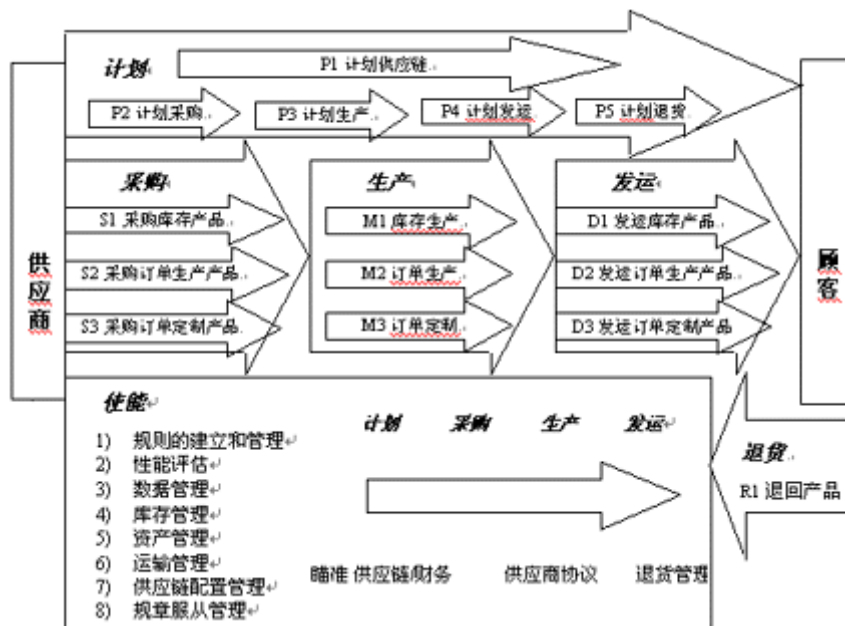 计划
P1 计划供应链
P2 计划采购
P3 计划生产
P4 计划发运
P5 计划退货
采购
生产
发运
S1 采购库存产品
M1 库存生产
D1 发运库存产品
供应商
顾客
S2 采购订单生产产品
M2 订单生产
D2 发运订单生产产品
S3 采购订单定制产品
M3 订单定制
D3 发运订单定制产品
使能
计划 采购 生产 发运
1) 规则的建立和管理
2) 性能评估
3) 数据管理
4) 库存管理
5) 资产管理
6) 运输管理
7) 供应链配置管理
8) 规章服从管理
瞄准 供应链/财务 供应商协议 退货管理
退货
R1 退回产品